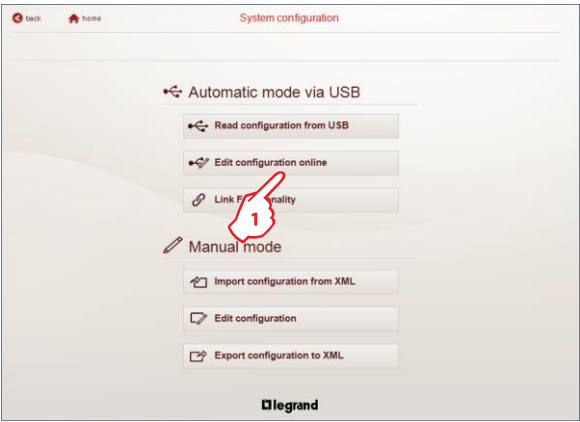 back home System configuration
Automatic mode via USB
Read configuration from USB
Edit configuration online
Link F nality
1
Manual mode
Import configuration from XML
Edit configuration
Export configuration to XML
legrand